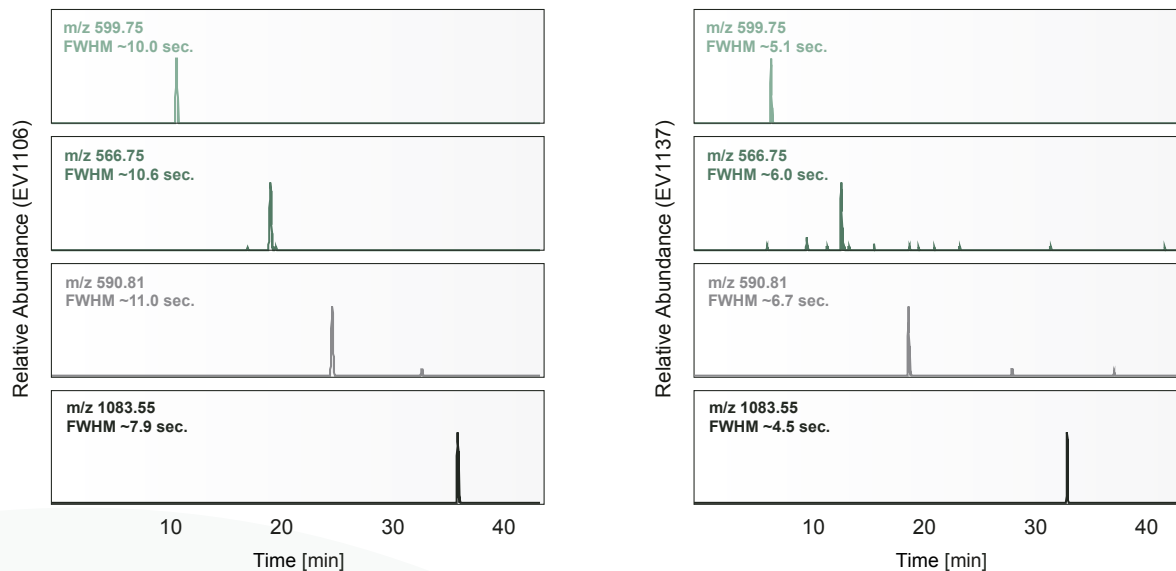 Relative Abundance (EV1106)
m/z 599.75
FWHM ~10.0 sec.
m/z 566.75
FWHM ~10.6 sec.
m/z 590.81
FWHM ~11.0 sec.
m/z 1083.55
FWHM ~7.9 sec.
10 20 30 40
Time [min]
Relative Abundance (EV1137)
m/z 599.75
FWHM ~5.1 sec.
m/z 566.75
FWHM ~6.0 sec.
m/z 590.81
FWHM ~6.7 sec.
m/z 1083.55
FWHM ~4.5 sec.
10 20 30 40
Time [min]